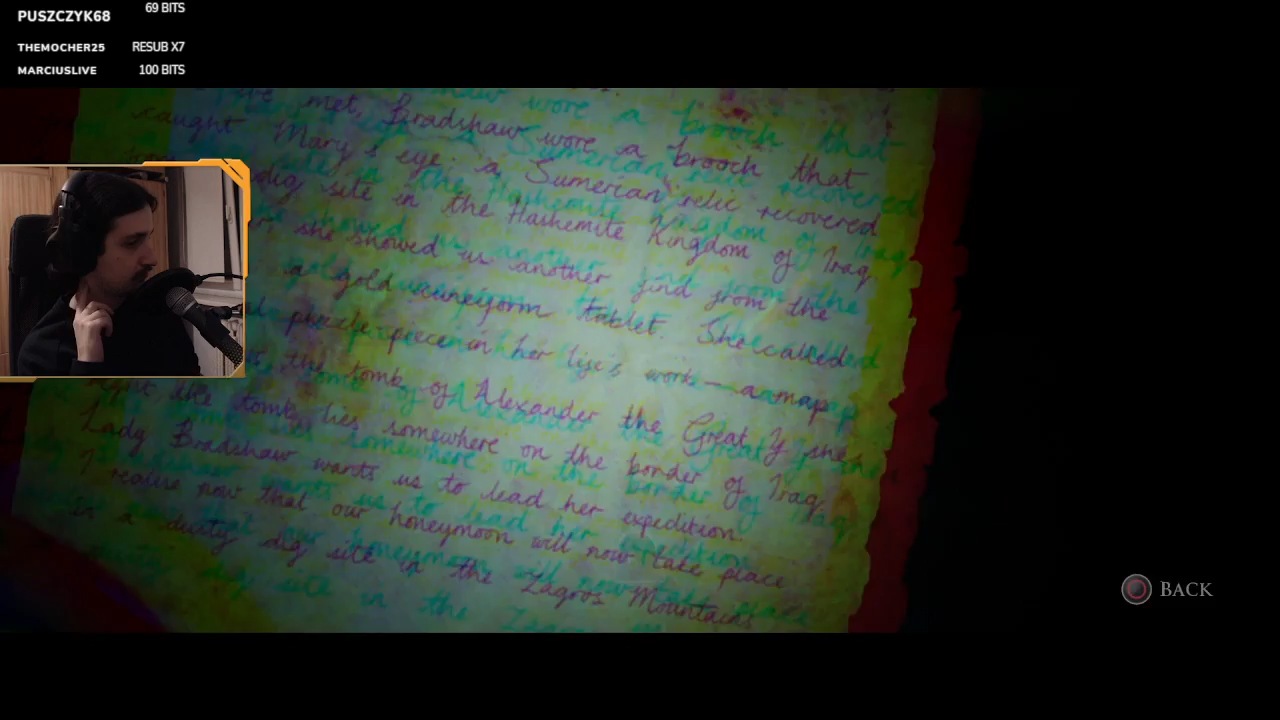 PUSZCZYK68 69 BITS
THEMOCHER25 RESUB X7
MARCIUSLIVE 100 BITS
met, Bradshaw wore a brooch that
caught Mary's eye, a Sumerian relic recovered
dig site in the Hashemite Kingdom of Iraq
she showed us another find from the
a gold cuneiform tablet. She called
puzzle piece in her life's work — a map
the tomb of Alexander the Great. If she's
right, the tomb lies somewhere on the border of Iraq
Lady Bradshaw wants us to lead her expedition.
I realise now that our honeymoon will now take place
in a dusty dig site in the Zagros Mountains
BACK